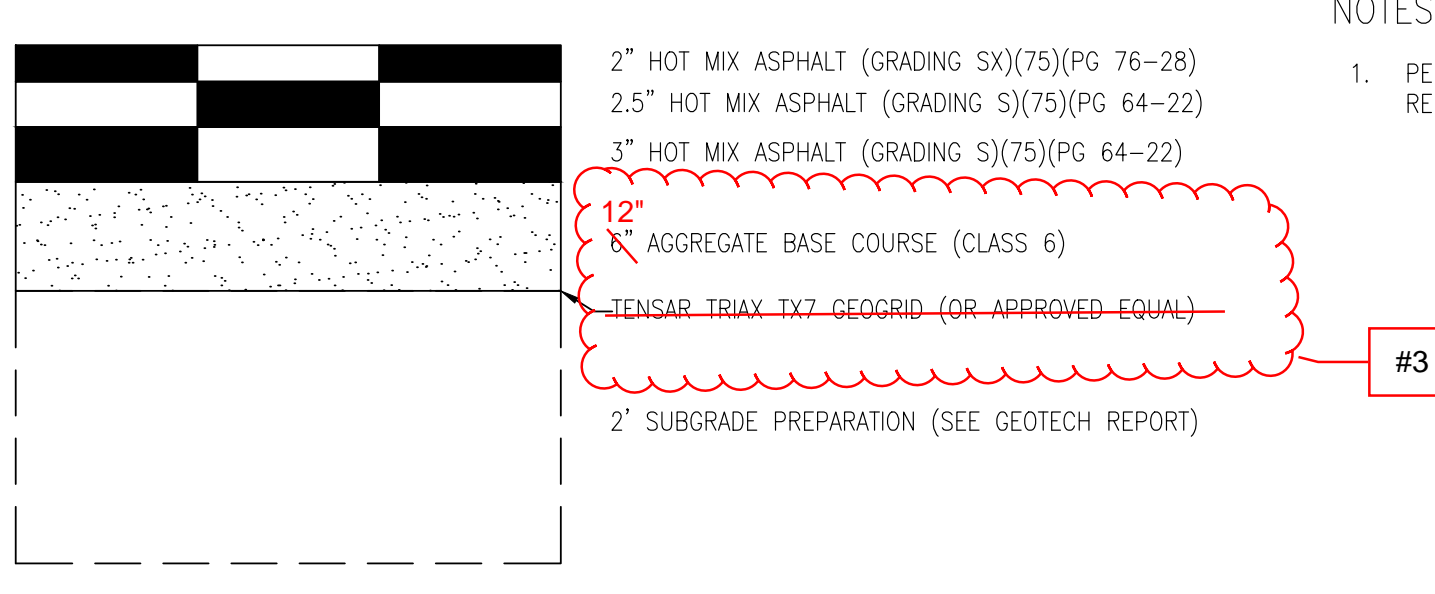 NOTES
1. PE
RE
2” HOT MIX ASPHALT (GRADING SX)(75)(PG 76-28)
2.5” HOT MIX ASPHALT (GRADING S)(75)(PG 64-22)
3” HOT MIX ASPHALT (GRADING S)(75)(PG 64-22)
12"
6” AGGREGATE BASE COURSE (CLASS 6)
TENSAR TRIAX TX7 GEOGRID (OR APPROVED EQUAL)
#3
2’ SUBGRADE PREPARATION (SEE GEOTECH REPORT)